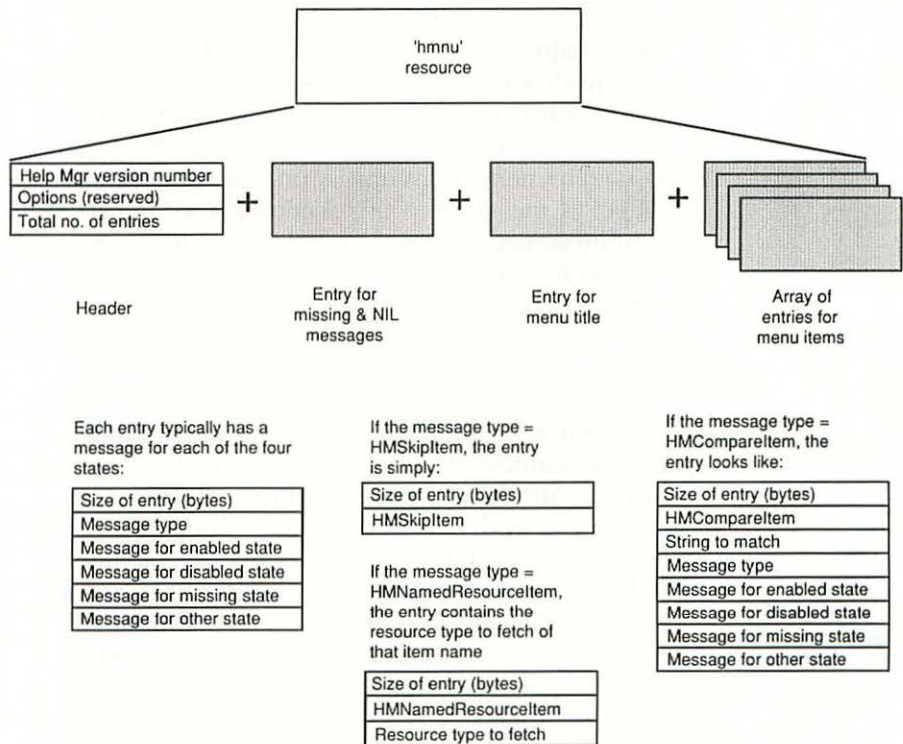 'hmnu'
resource
Help Mgr version number
Options (reserved)
Total no. of entries
+
+
+
Header
Entry for
missing & NIL
messages
Entry for
menu title
Array of
entries for
menu items
Each entry typically has a
message for each of the four
states:
Size of entry (bytes)
Message type
Message for enabled state
Message for disabled state
Message for missing state
Message for other state
If the message type =
HMSkipItem, the entry
is simply:
Size of entry (bytes)
HMSkipItem
If the message type =
HMNamedResourceItem,
the entry contains the
resource type to fetch of
that item name
Size of entry (bytes)
HMNamedResourceItem
Resource type to fetch
If the message type =
HMCompareItem, the
entry looks like:
Size of entry (bytes)
HMCompareItem
String to match
Message type
Message for enabled state
Message for disabled state
Message for missing state
Message for other state